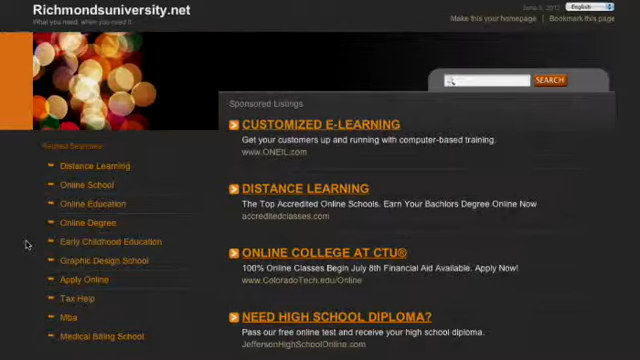 Richmondsuniversity.net
What you need, when you need it
June 5, 2012
English
Make this your homepage | Bookmark this page
SEARCH
Sponsored Listings
CUSTOMIZED E-LEARNING
Get your customers up and running with computer-based training.
www.ONEIL.com
Related Searches
Distance Learning
Online School
Online Education
Online Degree
Early Childhood Education
Graphic Design School
Apply Online
Tax Help
Mba
Medical Billing School
DISTANCE LEARNING
The Top Accredited Online Schools. Earn Your Bachlors Degree Online Now
accreditedclasses.com
ONLINE COLLEGE AT CTU®
100% Online Classes Begin July 8th Financial Aid Available. Apply Now!
www.ColoradoTech.edu/Online
NEED HIGH SCHOOL DIPLOMA?
Pass our free online test and receive your high school diploma.
JeffersonHighSchoolOnline.com